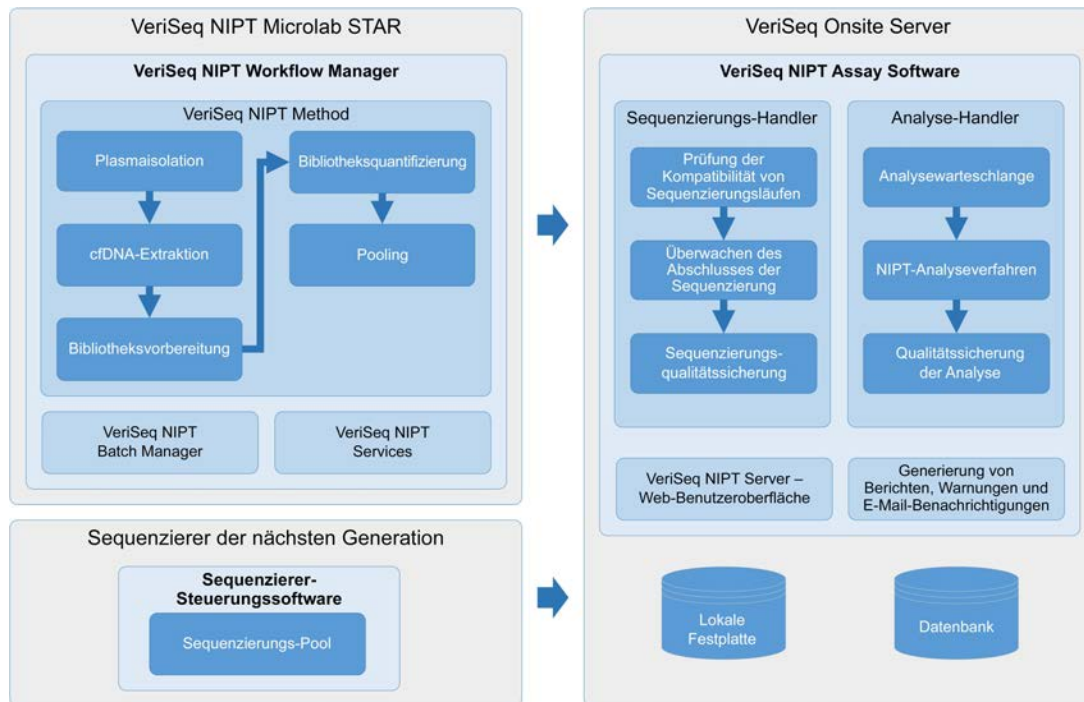 VeriSeq NIPT Microlab STAR
VeriSeq NIPT Workflow Manager
VeriSeq NIPT Method
Plasmaisolation
cfDNA-Extraktion
Bibliotheksvorbereitung
Bibliotheksquantifizierung
Pooling
VeriSeq NIPT
Batch Manager
VeriSeq NIPT
Services
Sequenzierer der nächsten Generation
Sequenzierer-
Steuerungssoftware
Sequenzierungs-Pool
VeriSeq Onsite Server
VeriSeq NIPT Assay Software
Sequenzierungs-Handler
Prüfung der
Kompatibilität von
Sequenzierungsläufen
Überwachen des
Abschlusses der
Sequenzierung
Sequenzierungs-
qualitätssicherung
Analyse-Handler
Analysewarteschlange
NIPT-Analyseverfahren
Qualitätssicherung
der Analyse
VeriSeq NIPT Server –
Web-Benutzeroberfläche
Generierung von
Berichten, Warnungen und
E-Mail-Benachrichtigungen
Lokale
Festplatte
Datenbank